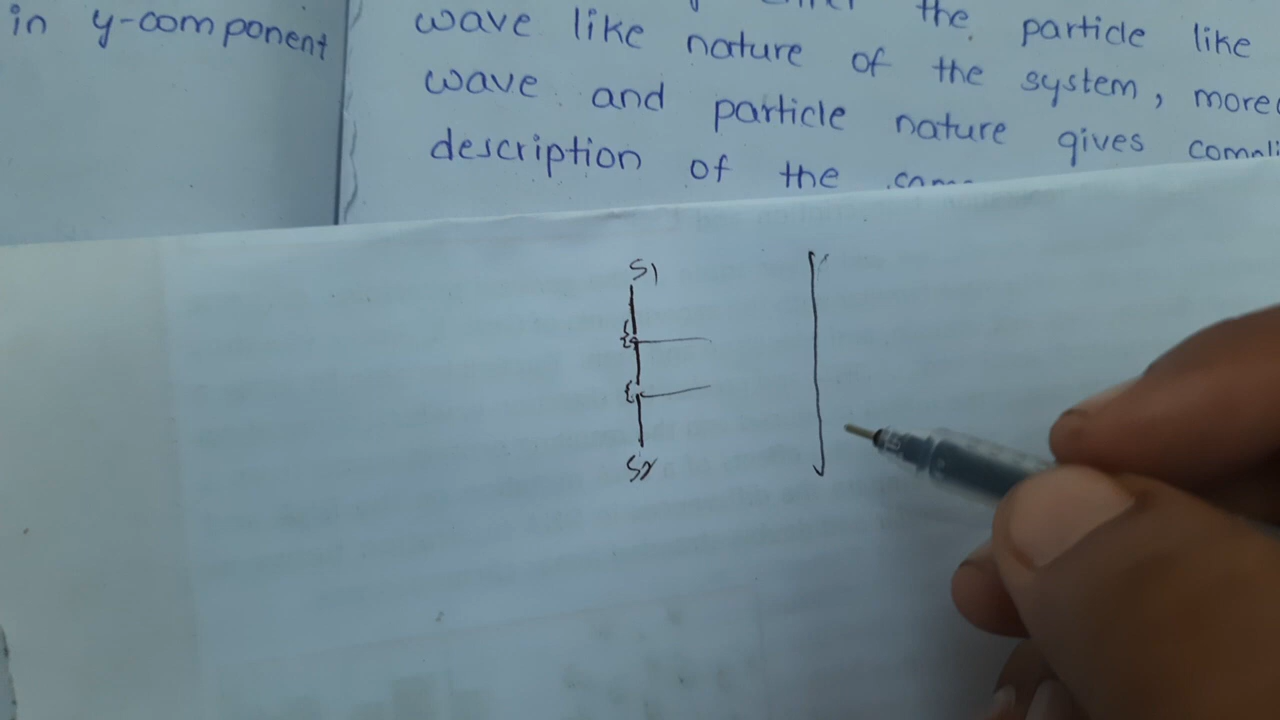 in y-component
the particle like
wave like nature of the system,
wave and particle nature gives
description of the
S1
S2